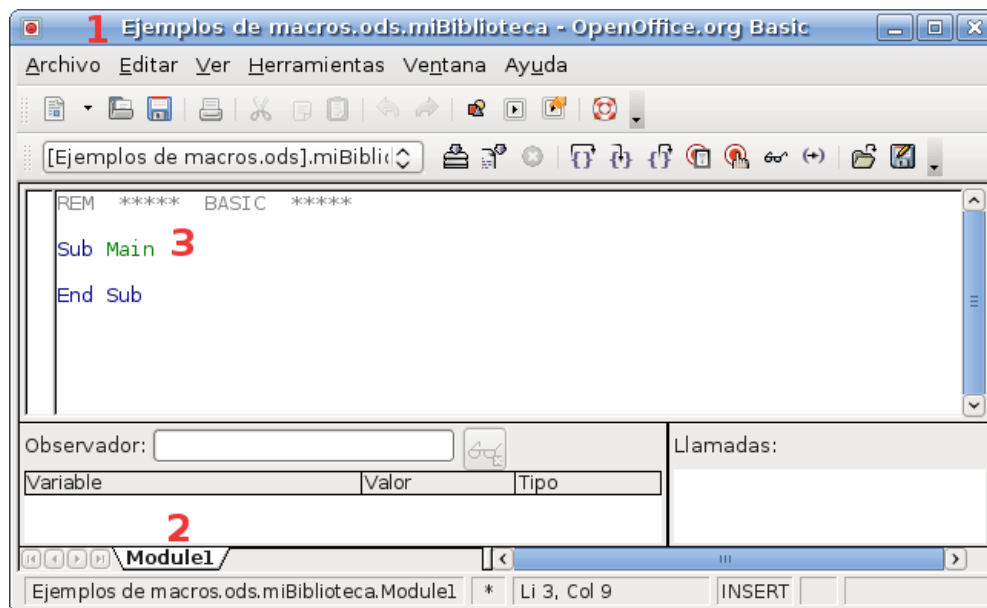 1 Ejemplos de macros.ods.miBiblioteca - OpenOffice.org Basic
Archivo Editar Ver Herramientas Ventana Ayuda
[Ejemplos de macros.ods].miBiblic
REM ***** BASIC *****
Sub Main 3
End Sub
Observador: Llamadas:
Variable Valor Tipo
2
Module1
Ejemplos de macros.ods.miBiblioteca.Module1 * Li 3, Col 9 INSERT